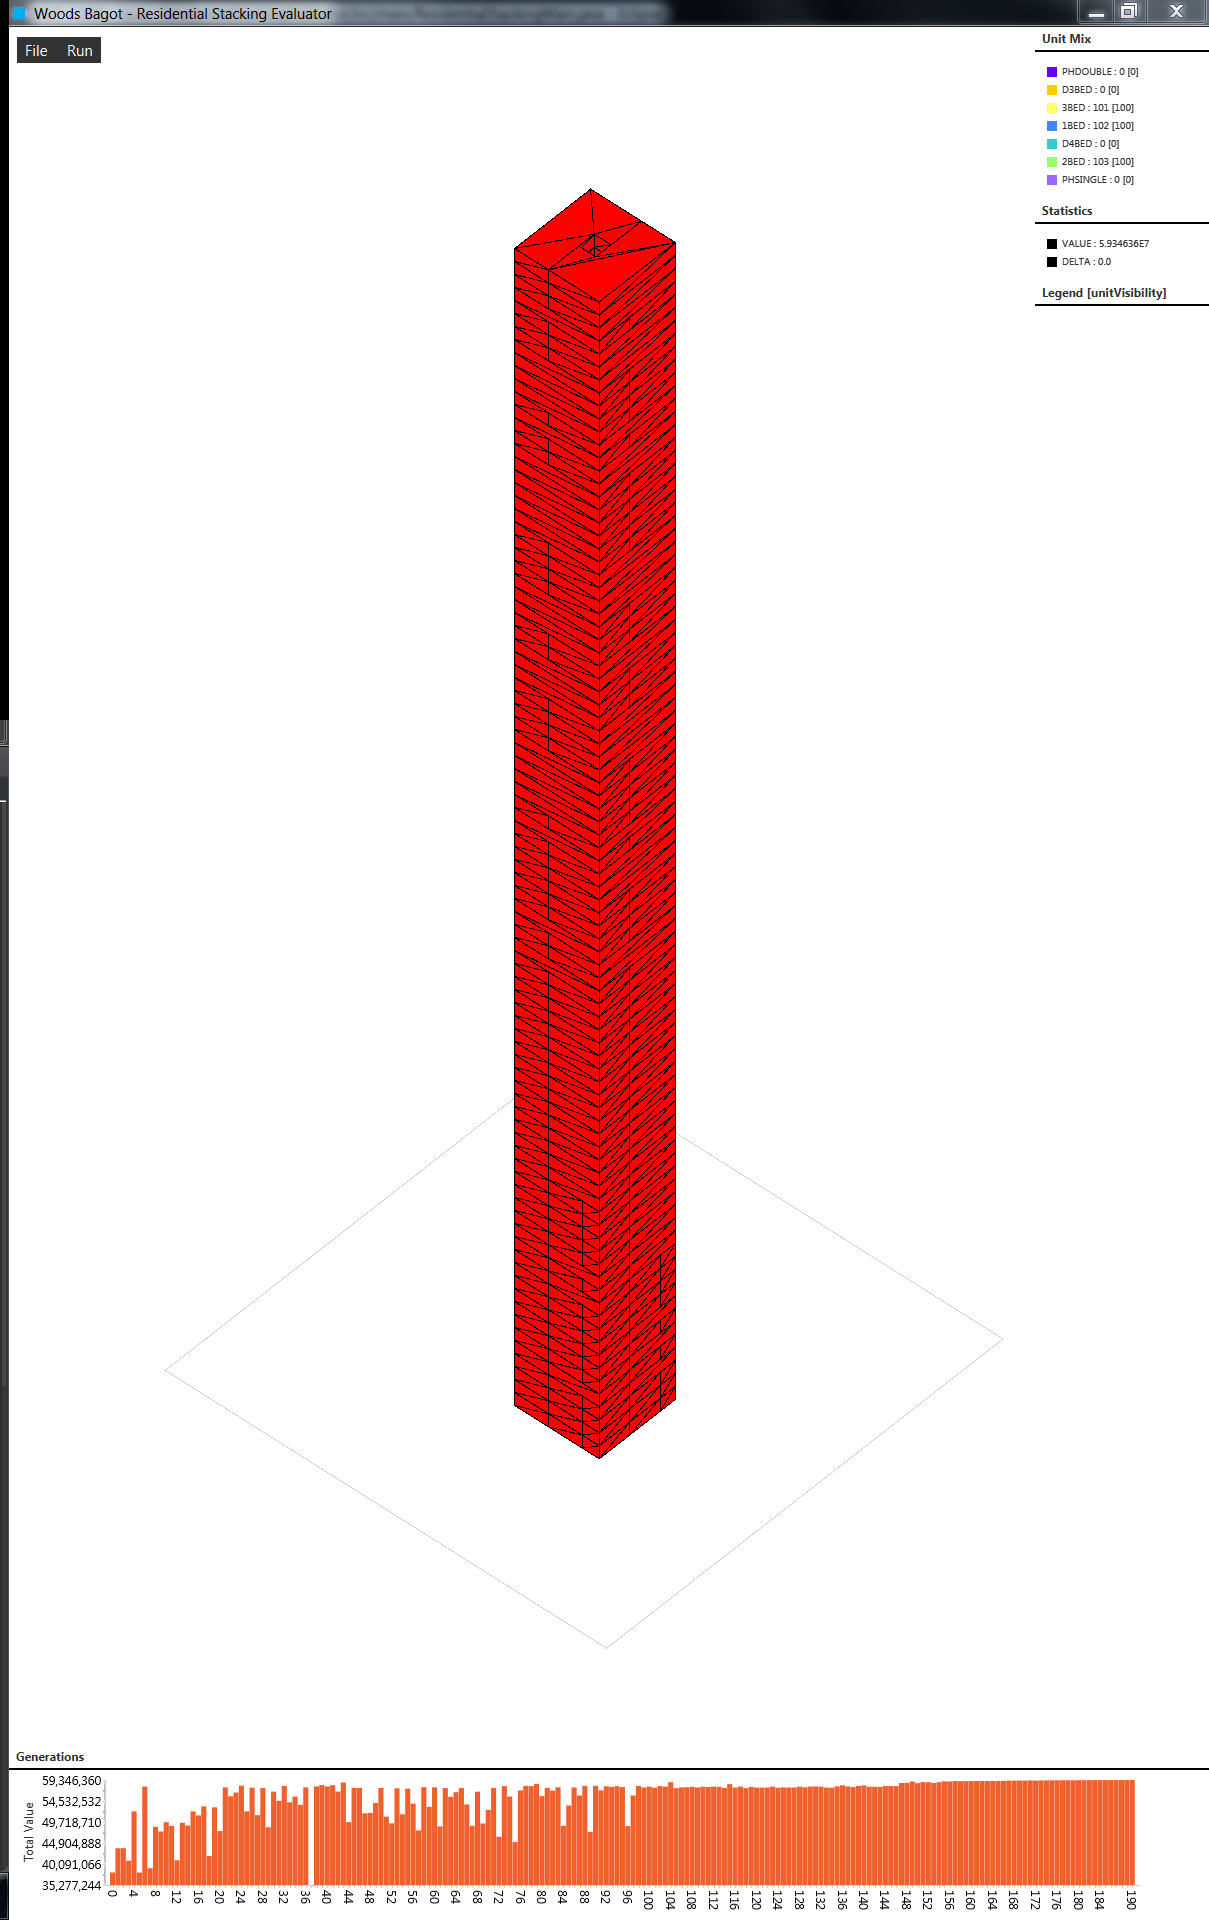 Woods Bagot - Residential Stacking Evaluator
File Run
Unit Mix
PHDOUBLE : 0 [0]
D3BED : 0 [0]
3BED : 101 [100]
1BED : 102 [100]
D4BED : 0 [0]
2BED : 103 [100]
PHSINGLE : 0 [0]
Statistics
VALUE : 5.934636E7
DELTA : 0.0
Legend [unitVisibility]
Generations
Total Value
59,346,360
54,532,532
49,718,710
44,904,888
40,091,066
35,277,244
0 4 8 12 16 20 24 28 32 36 40 44 48 52 56 60 64 68 72 76 80 84 88 92 96 100 104 108 112 116 120 124 128 132 136 140 144 148 152 156 160 164 168 172 176 180 184 190